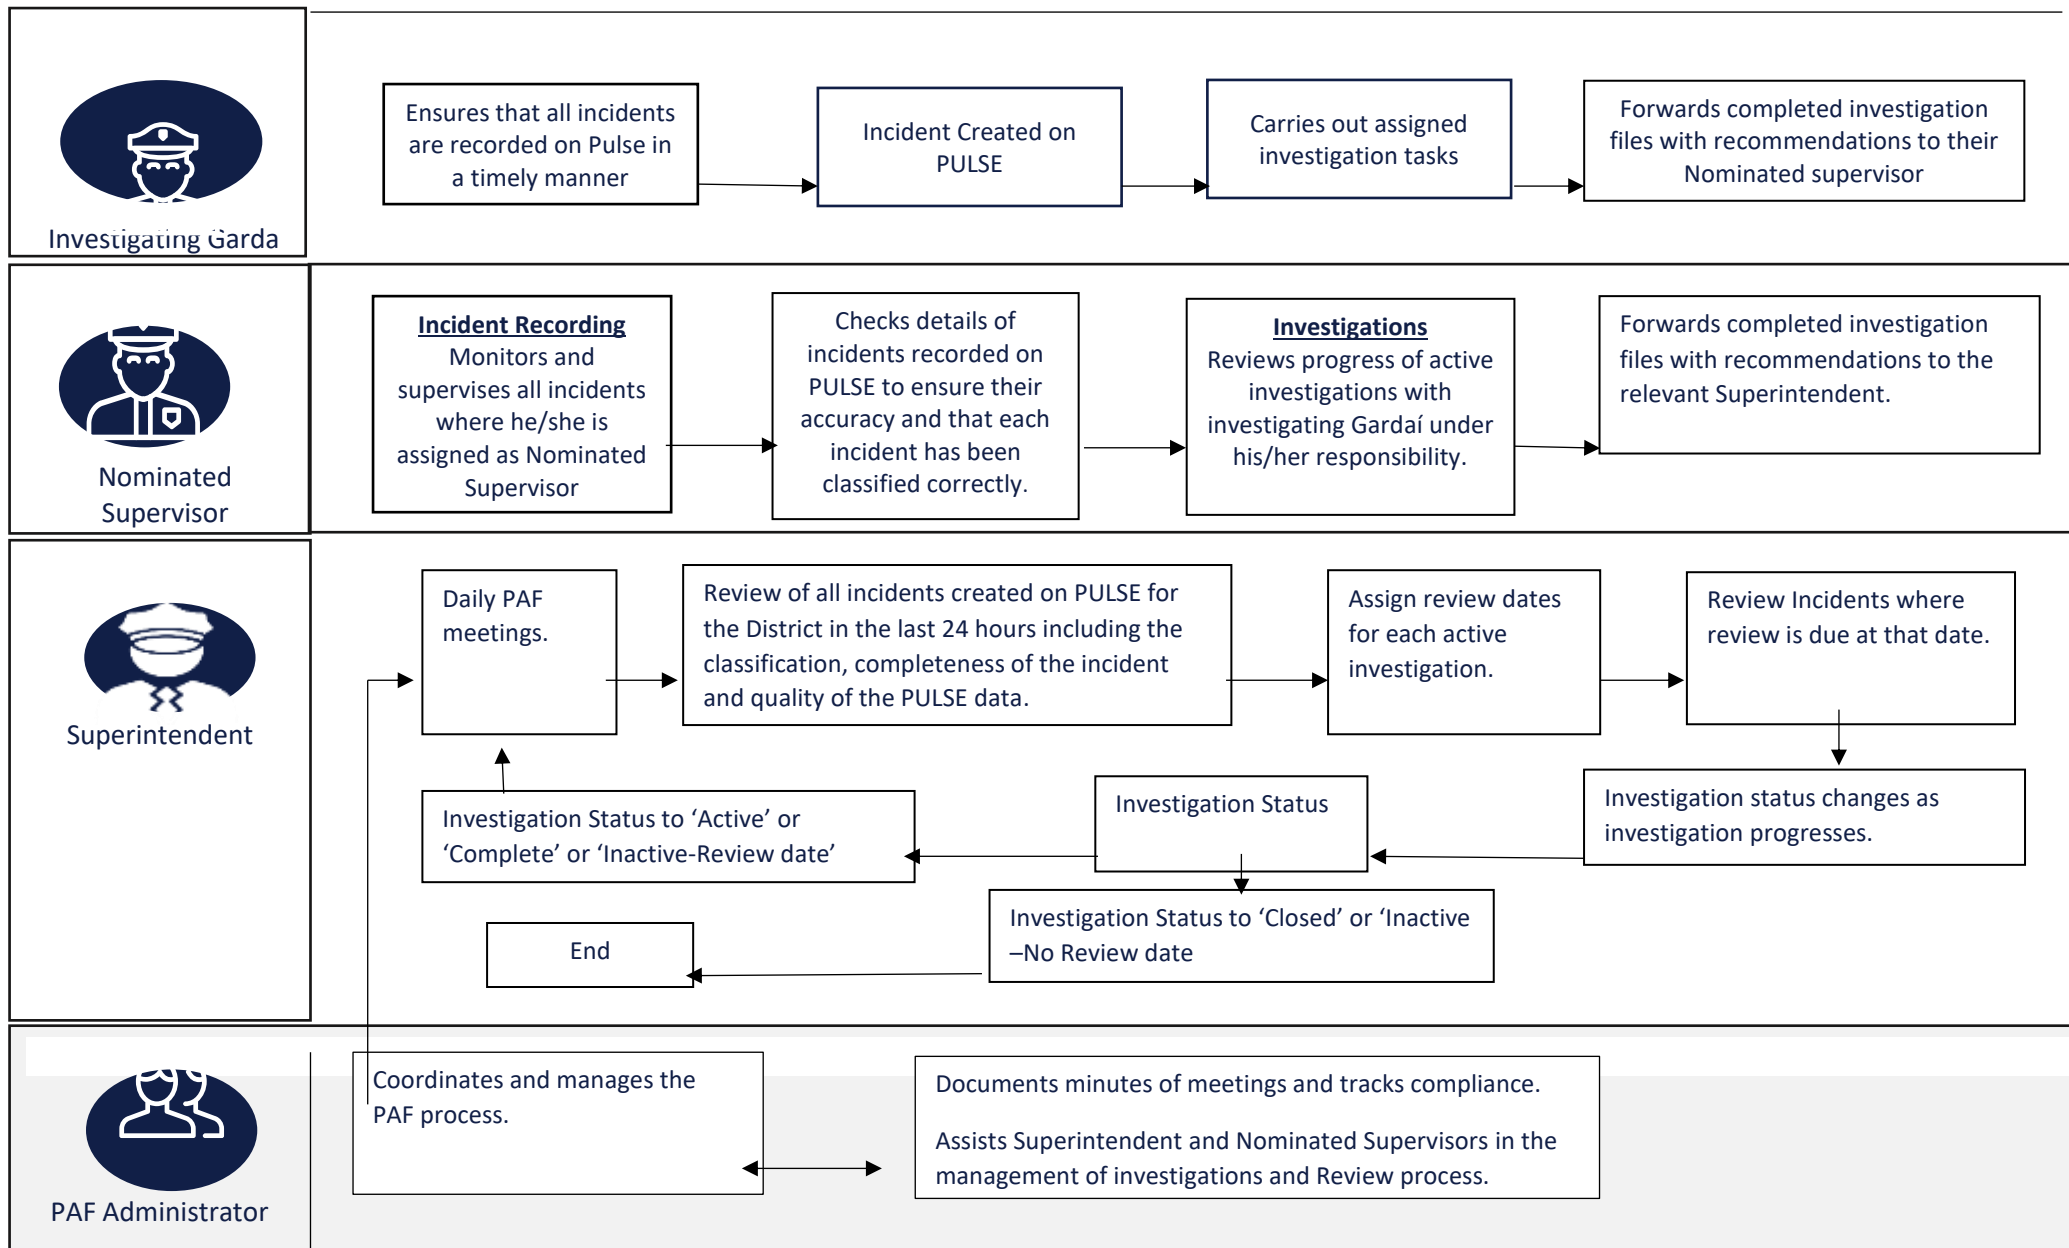 Ensures that all incidents
are recorded on Pulse in
a timely manner
Incident Created on
PULSE
Carries out assigned
investigation tasks
Forwards completed investigation
files with recommendations to their
Nominated supervisor
Investigating Garda
Incident Recording
Monitors and
supervises all incidents
where he/she is
assigned as Nominated
Supervisor
Checks details of
incidents recorded on
PULSE to ensure their
accuracy and that each
incident has been
classified correctly.
Investigations
Reviews progress of active
investigations with
investigating Gardaí under
his/her responsibility.
Forwards completed investigation
files with recommendations to the
relevant Superintendent.
Nominated
Supervisor
Daily PAF
meetings.
Review of all incidents created on PULSE for
the District in the last 24 hours including the
classification, completeness of the incident
and quality of the PULSE data.
Assign review dates
for each active
investigation.
Review Incidents where
review is due at that date.
Superintendent
Investigation Status to ‘Active’ or
‘Complete’ or ‘Inactive-Review date’
Investigation Status
Investigation status changes as
investigation progresses.
Investigation Status to ‘Closed’ or ‘Inactive
–No Review date
End
Coordinates and manages the
PAF process.
Documents minutes of meetings and tracks compliance.
Assists Superintendent and Nominated Supervisors in the
management of investigations and Review process.
PAF Administrator